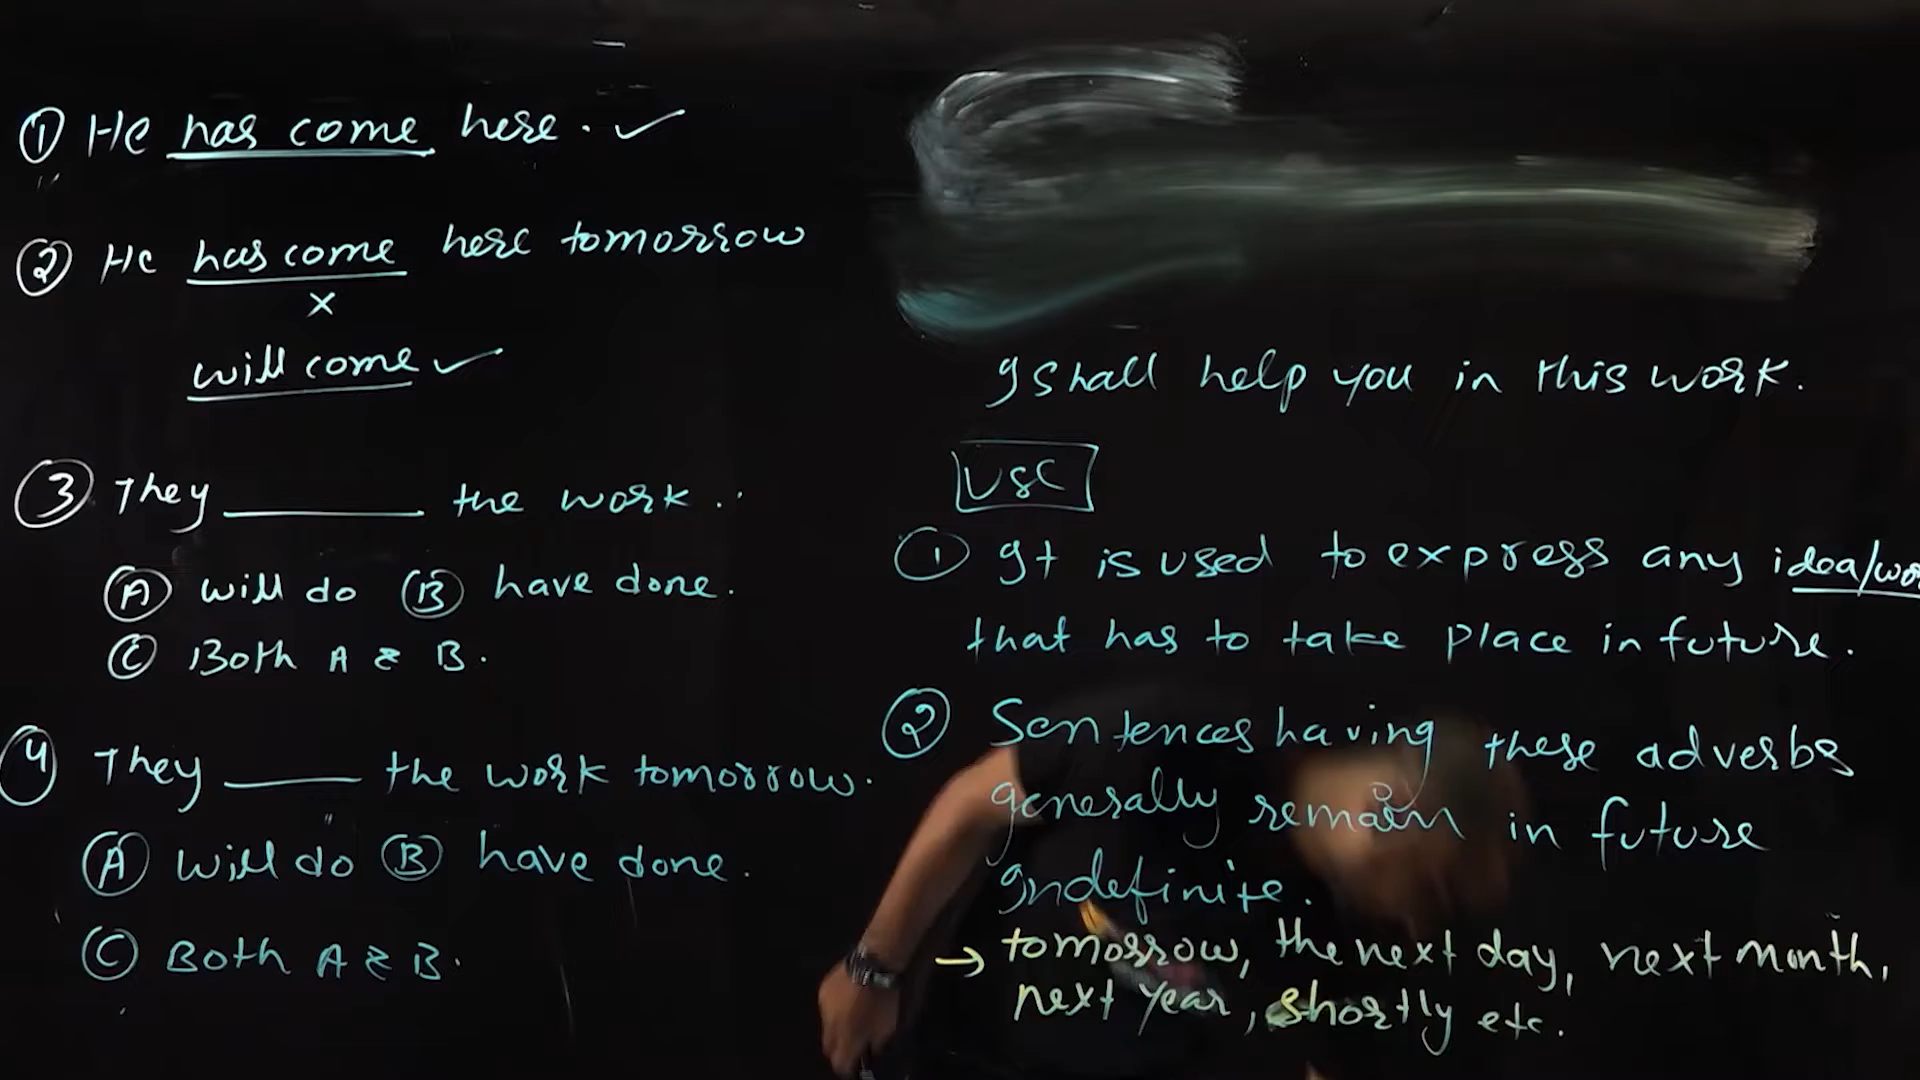 ① He has come here. ✓
② He has come here tomorrow
x
will come ✓
③ They ________ the work.
Ⓐ will do Ⓑ have done.
Ⓒ Both A & B.
④ They ______ the work tomorrow.
Ⓐ will do Ⓑ have done.
Ⓒ Both A & B.
I shall help you in this work.
Use
① It is used to express any idea/wo
that has to take place in future.
② Sentences having these adverbs
generally remain in future
Indefinite.
→ tomorrow, the next day, next month,
next year, shortly etc.